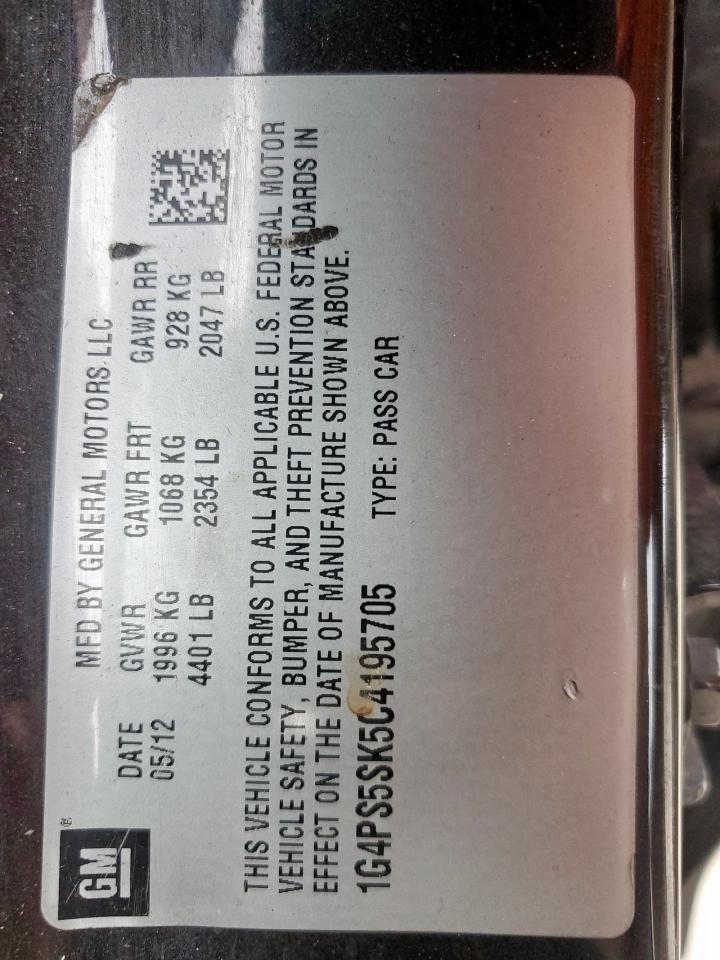 GM®
MFD BY GENERAL MOTORS LLC
DATE GVWR GAWR FRT GAWR RR
05/12 1996 KG 1068 KG 928 KG
4401 LB 2354 LB 2047 LB
THIS VEHICLE CONFORMS TO ALL APPLICABLE U.S. FEDERAL MOTOR
VEHICLE SAFETY, BUMPER, AND THEFT PREVENTION STANDARDS IN
EFFECT ON THE DATE OF MANUFACTURE SHOWN ABOVE.
1G4PS5SK5C4195705 TYPE: PASS CAR